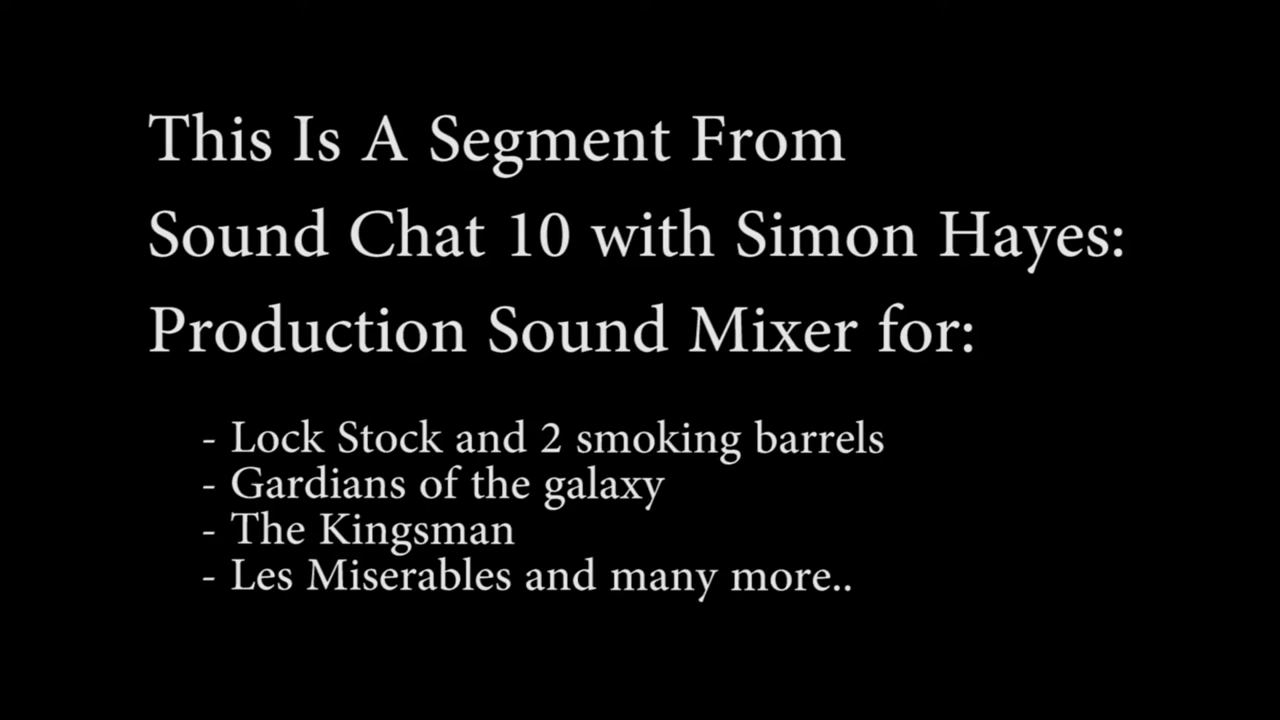 This Is A Segment From
Sound Chat 10 with Simon Hayes:
Production Sound Mixer for:
- Lock Stock and 2 smoking barrels
- Gardians of the galaxy
- The Kingsman
- Les Miserables and many more..